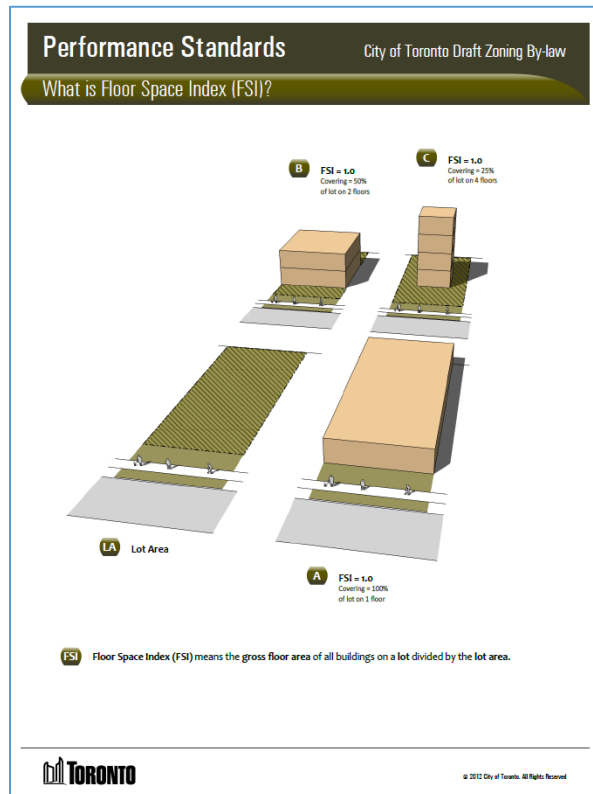 Performance Standards
City of Toronto Draft Zoning By-law
What is Floor Space Index (FSI)?
B
FSI = 1.0
Covering = 50%
of lot on 2 floors
C
FSI = 1.0
Covering = 25%
of lot on 4 floors
LA Lot Area
A
FSI = 1.0
Covering = 100%
of lot on 1 floor
FSI Floor Space Index (FSI) means the gross floor area of all buildings on a lot divided by the lot area.
TORONTO
© 2012 City of Toronto. All Rights Reserved